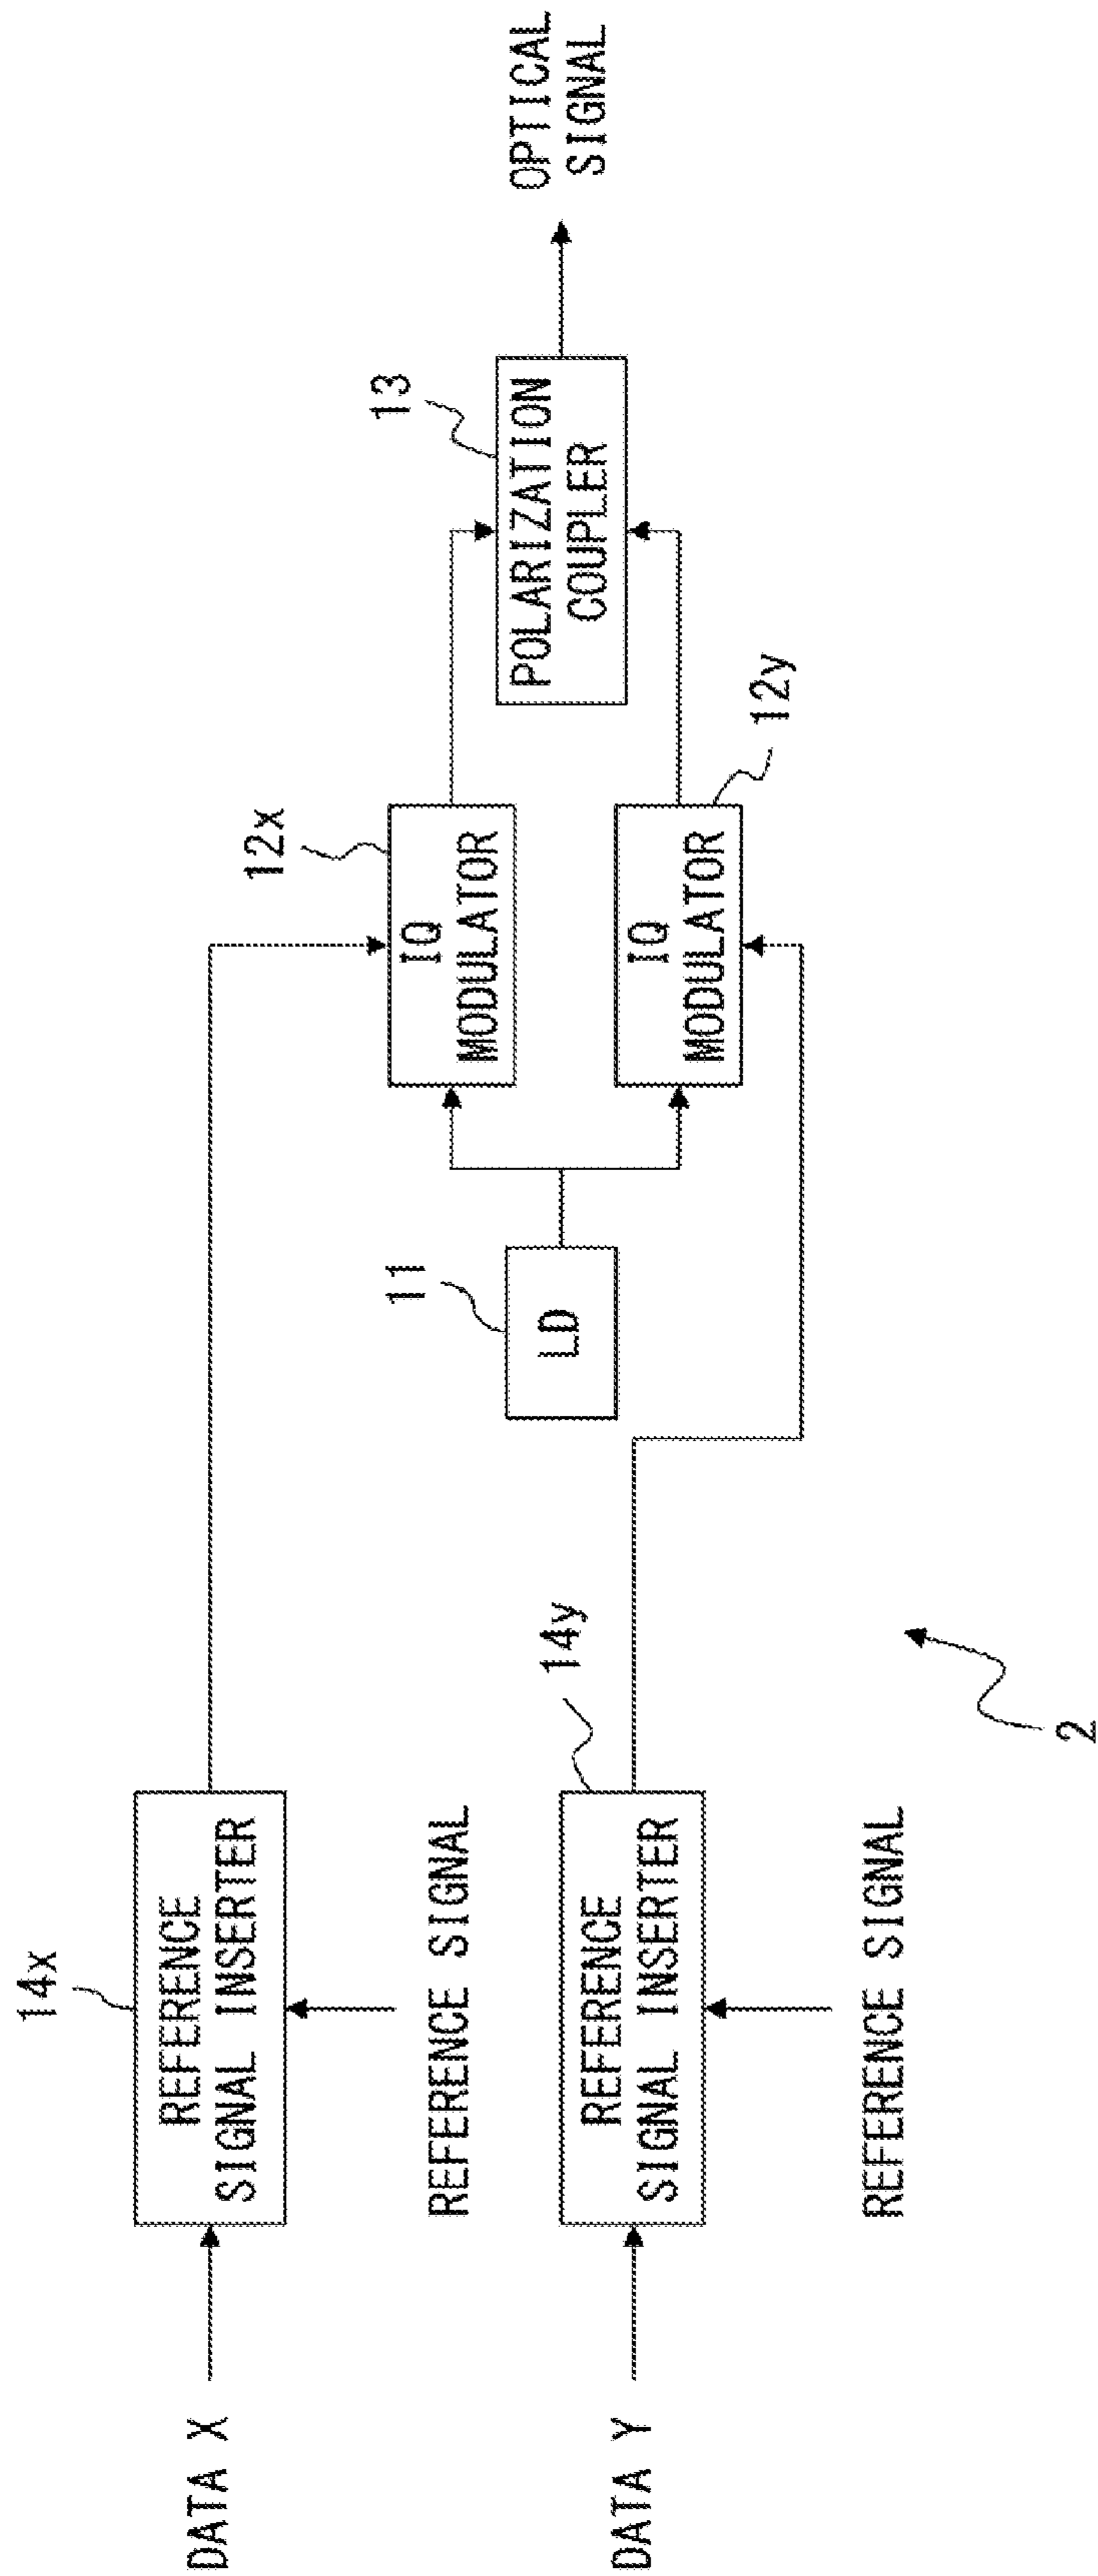 DATA X
14x
REFERENCE
SIGNAL INSERTER
REFERENCE SIGNAL
DATA Y
14y
REFERENCE
SIGNAL INSERTER
REFERENCE SIGNAL
2
11
LD
12x
IQ
MODULATOR
12y
IQ
MODULATOR
13
POLARIZATION
COUPLER
OPTICAL
SIGNAL